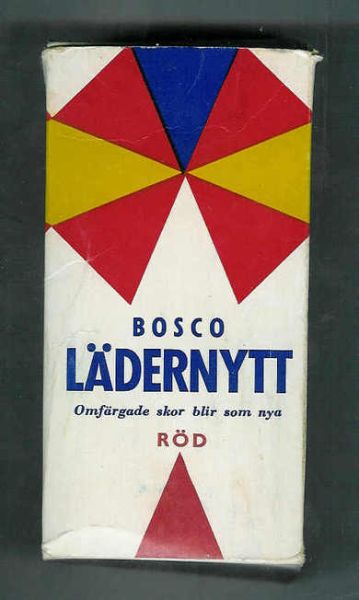 BOSCO
LÄDERNYTT
Omfärgade skor blir som nya
RÖD